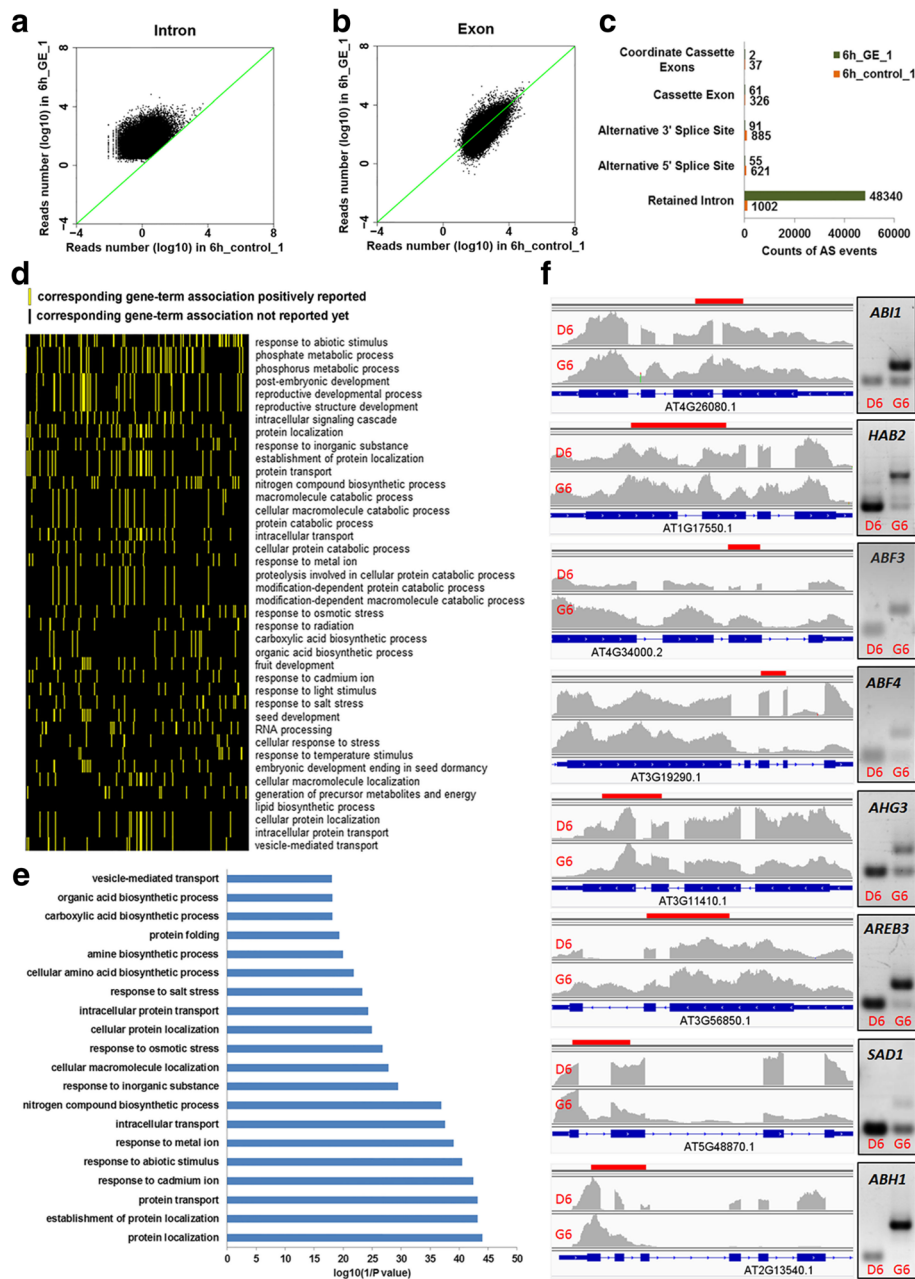 a
Intron
Reads number (log10) in 6h_GE_1
8
4
0
−4
−4
0
4
8
Reads number (log10) in 6h_control_1
b
Exon
Reads number (log10) in 6h_GE_1
8
4
0
−4
−4
0
4
8
Reads number (log10) in 6h_control_1
c
6h_GE_1
6h_control_1
Coordinate Cassette Exons
2
37
Cassette Exon
61
326
Alternative 3' Splice Site
91
885
Alternative 5' Splice Site
55
621
Retained Intron
48340
1002
0
20000
40000
60000
Counts of AS events
d
corresponding gene-term association positively reported
corresponding gene-term association not reported yet
response to abiotic stimulus
phosphate metabolic process
phosphorus metabolic process
post-embryonic development
reproductive developmental process
reproductive structure development
intracellular signaling cascade
protein localization
response to inorganic substance
establishment of protein localization
protein transport
nitrogen compound biosynthetic process
macromolecule catabolic process
cellular macromolecule catabolic process
protein catabolic process
intracellular transport
cellular protein catabolic process
response to metal ion
proteolysis involved in cellular protein catabolic process
modification-dependent protein catabolic process
modification-dependent macromolecule catabolic process
response to osmotic stress
response to radiation
carboxylic acid biosynthetic process
organic acid biosynthetic process
fruit development
response to cadmium ion
response to light stimulus
response to salt stress
seed development
RNA processing
cellular response to stress
response to temperature stimulus
embryonic development ending in seed dormancy
cellular macromolecule localization
generation of precursor metabolites and energy
lipid biosynthetic process
cellular protein localization
intracellular protein transport
vesicle-mediated transport
e
vesicle-mediated transport
organic acid biosynthetic process
carboxylic acid biosynthetic process
protein folding
amine biosynthetic process
cellular amino acid biosynthetic process
response to salt stress
intracellular protein transport
cellular protein localization
response to osmotic stress
cellular macromolecule localization
response to inorganic substance
nitrogen compound biosynthetic process
intracellular transport
response to metal ion
response to abiotic stimulus
response to cadmium ion
protein transport
establishment of protein localization
protein localization
0 5 10 15 20 25 30 35 40 45 50
log10(1/P value)
f
D6
G6
AT4G26080.1
ABI1
D6 G6
D6
G6
AT1G17550.1
HAB2
D6 G6
D6
G6
AT4G34000.2
ABF3
D6 G6
D6
G6
AT3G19290.1
ABF4
D6 G6
D6
G6
AT3G11410.1
AHG3
D6 G6
D6
G6
AT3G56850.1
AREB3
D6 G6
D6
G6
AT5G48870.1
SAD1
D6 G6
D6
G6
AT2G13540.1
ABH1
D6 G6